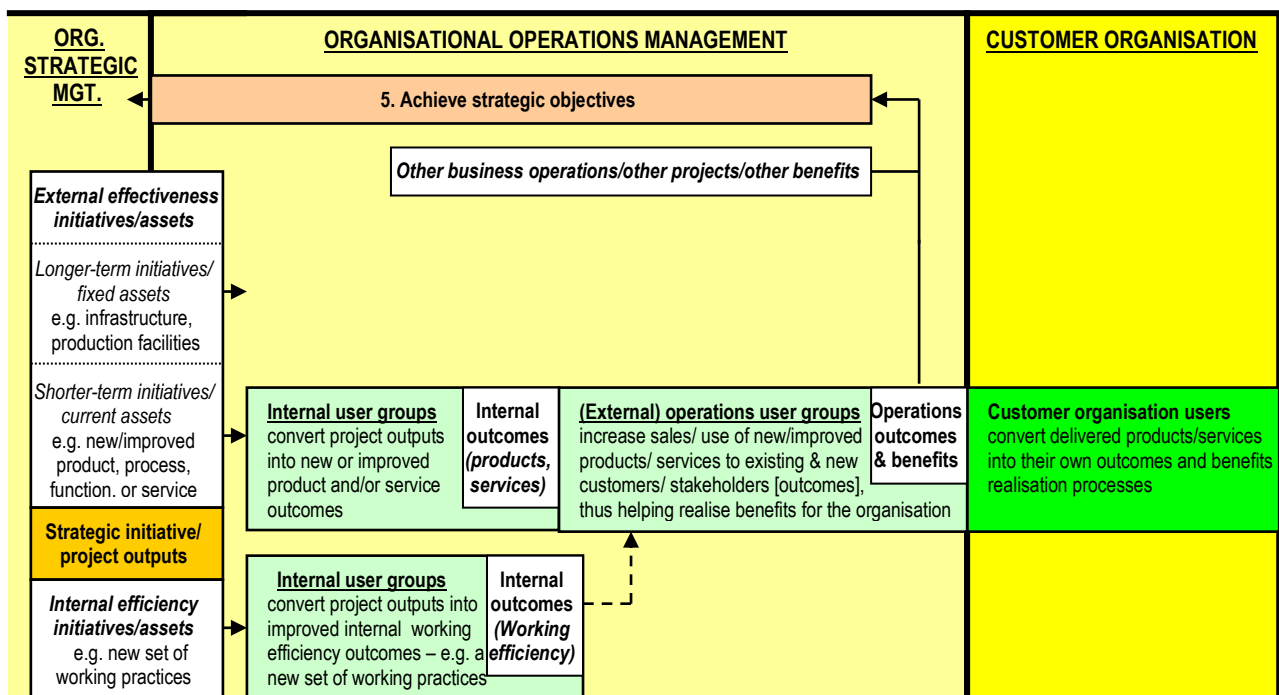 ORG.
STRATEGIC
MGT.
ORGANISATIONAL OPERATIONS MANAGEMENT
CUSTOMER ORGANISATION
5. Achieve strategic objectives
Other business operations/other projects/other benefits
External effectiveness
initiatives/assets
Longer-term initiatives/
fixed assets
e.g. infrastructure,
production facilities
Shorter-term initiatives/
current assets
e.g. new/improved
product, process,
function. or service
Internal user groups
convert project outputs
into new or improved
product and/or service
outcomes
Internal
outcomes
(products,
services)
(External) operations user groups
increase sales/ use of new/improved
products/ services to existing & new
customers/ stakeholders [outcomes],
thus helping realise benefits for the organisation
Operations
outcomes
& benefits
Customer organisation users
convert delivered products/services
into their own outcomes and benefits
realisation processes
Strategic initiative/
project outputs
Internal efficiency
initiatives/assets
e.g. new set of
working practices
Internal user groups
convert project outputs into
improved internal working
efficiency outcomes – e.g. a
new set of working practices
Internal
outcomes
(Working
efficiency)